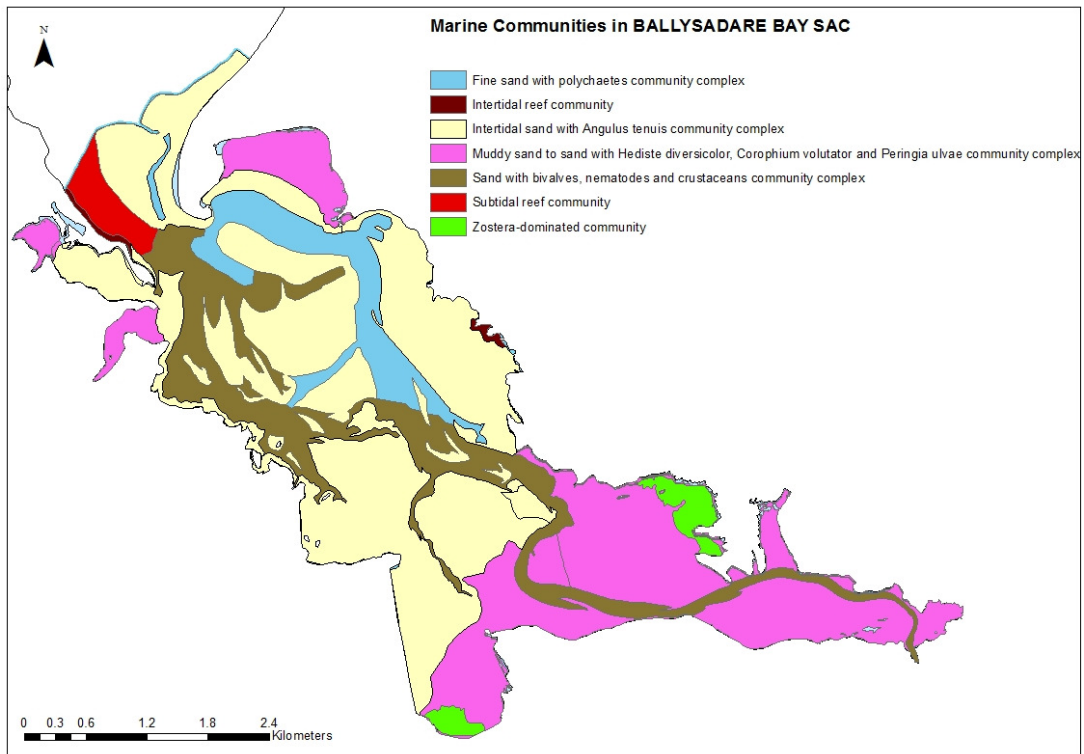 Marine Communities in BALLYSADARE BAY SAC
N
Fine sand with polychaetes community complex
Intertidal reef community
Intertidal sand with Angulus tenuis community complex
Muddy sand to sand with Hediste diversicolor, Corophium volutator and Peringia ulvae community complex
Sand with bivalves, nematodes and crustaceans community complex
Subtidal reef community
Zostera-dominated community
0 0.3 0.6 1.2 1.8 2.4
Kilometers